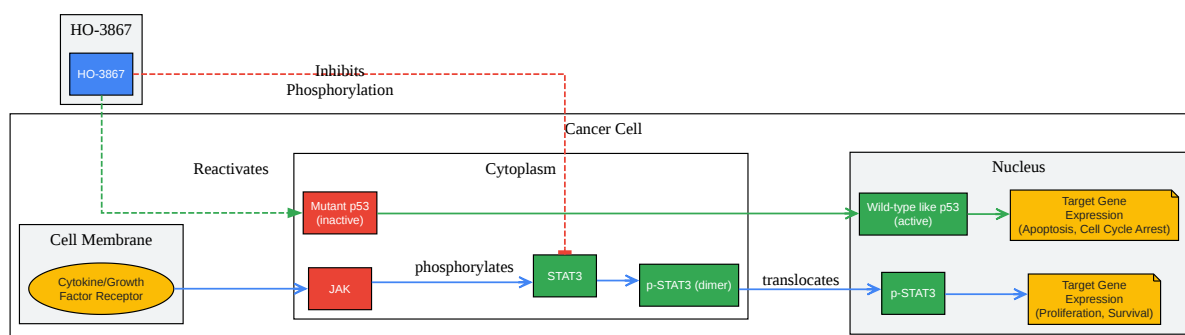 HO-3867
HO-3867
Inhibits
Phosphorylation
Cancer Cell
Reactivates
Cytoplasm
Nucleus
Mutant p53
(inactive)
Wild-type like p53
(active)
Target Gene
Expression
(Apoptosis, Cell Cycle Arrest)
Cell Membrane
Cytokine/Growth
Factor Receptor
JAK
phosphorylates
STAT3
p-STAT3 (dimer)
translocates
p-STAT3
Target Gene
Expression
(Proliferation, Survival)